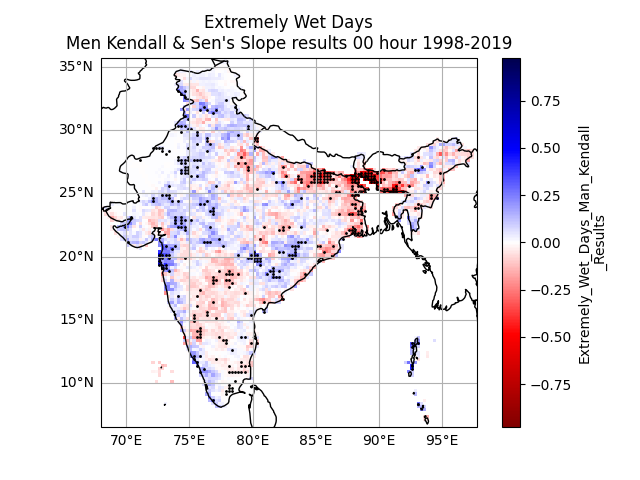 Extremely Wet Days
Men Kendall & Sen's Slope results 00 hour 1998-2019
35°N
30°N
25°N
20°N
15°N
10°N
70°E 75°E 80°E 85°E 90°E 95°E
0.75
0.50
0.25
0.00
−0.25
−0.50
−0.75
Extremely_Wet_Days_Man_Kendall
_Results